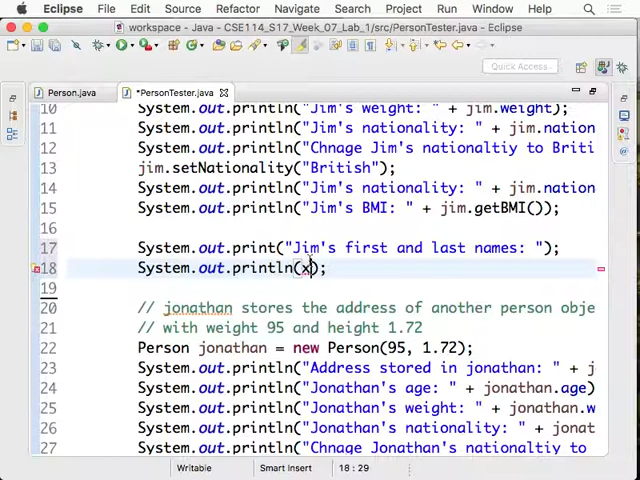 Eclipse File Edit Source Refactor Navigate Search Project Run Window Help
workspace - Java - CSE114_S17_Week_07_Lab_1/src/PersonTester.java - Eclipse
Quick Access
Person.java *PersonTester.java
10 System.out.println("Jim's weight: " + jim.weight);
11 System.out.println("Jim's nationality: " + jim.nation
12 System.out.println("Chnage Jim's nationaltiy to Briti
13 jim.setNationality("British");
14 System.out.println("Jim's nationality: " + jim.nation
15 System.out.println("Jim's BMI: " + jim.getBMI());
16
17 System.out.print("Jim's first and last names: ");
18 System.out.println(x);
19
20 // jonathan stores the address of another person obje
21 // with weight 95 and height 1.72
22 Person jonathan = new Person(95, 1.72);
23 System.out.println("Address stored in jonathan: " + j
24 System.out.println("Jonathan's age: " + jonathan.age)
25 System.out.println("Jonathan's weight: " + jonathan.w
26 System.out.println("Jonathan's nationality: " + jonat
27 System.out.println("Chnage Jonathan's nationaltiy to
Writable Smart Insert 18 : 29